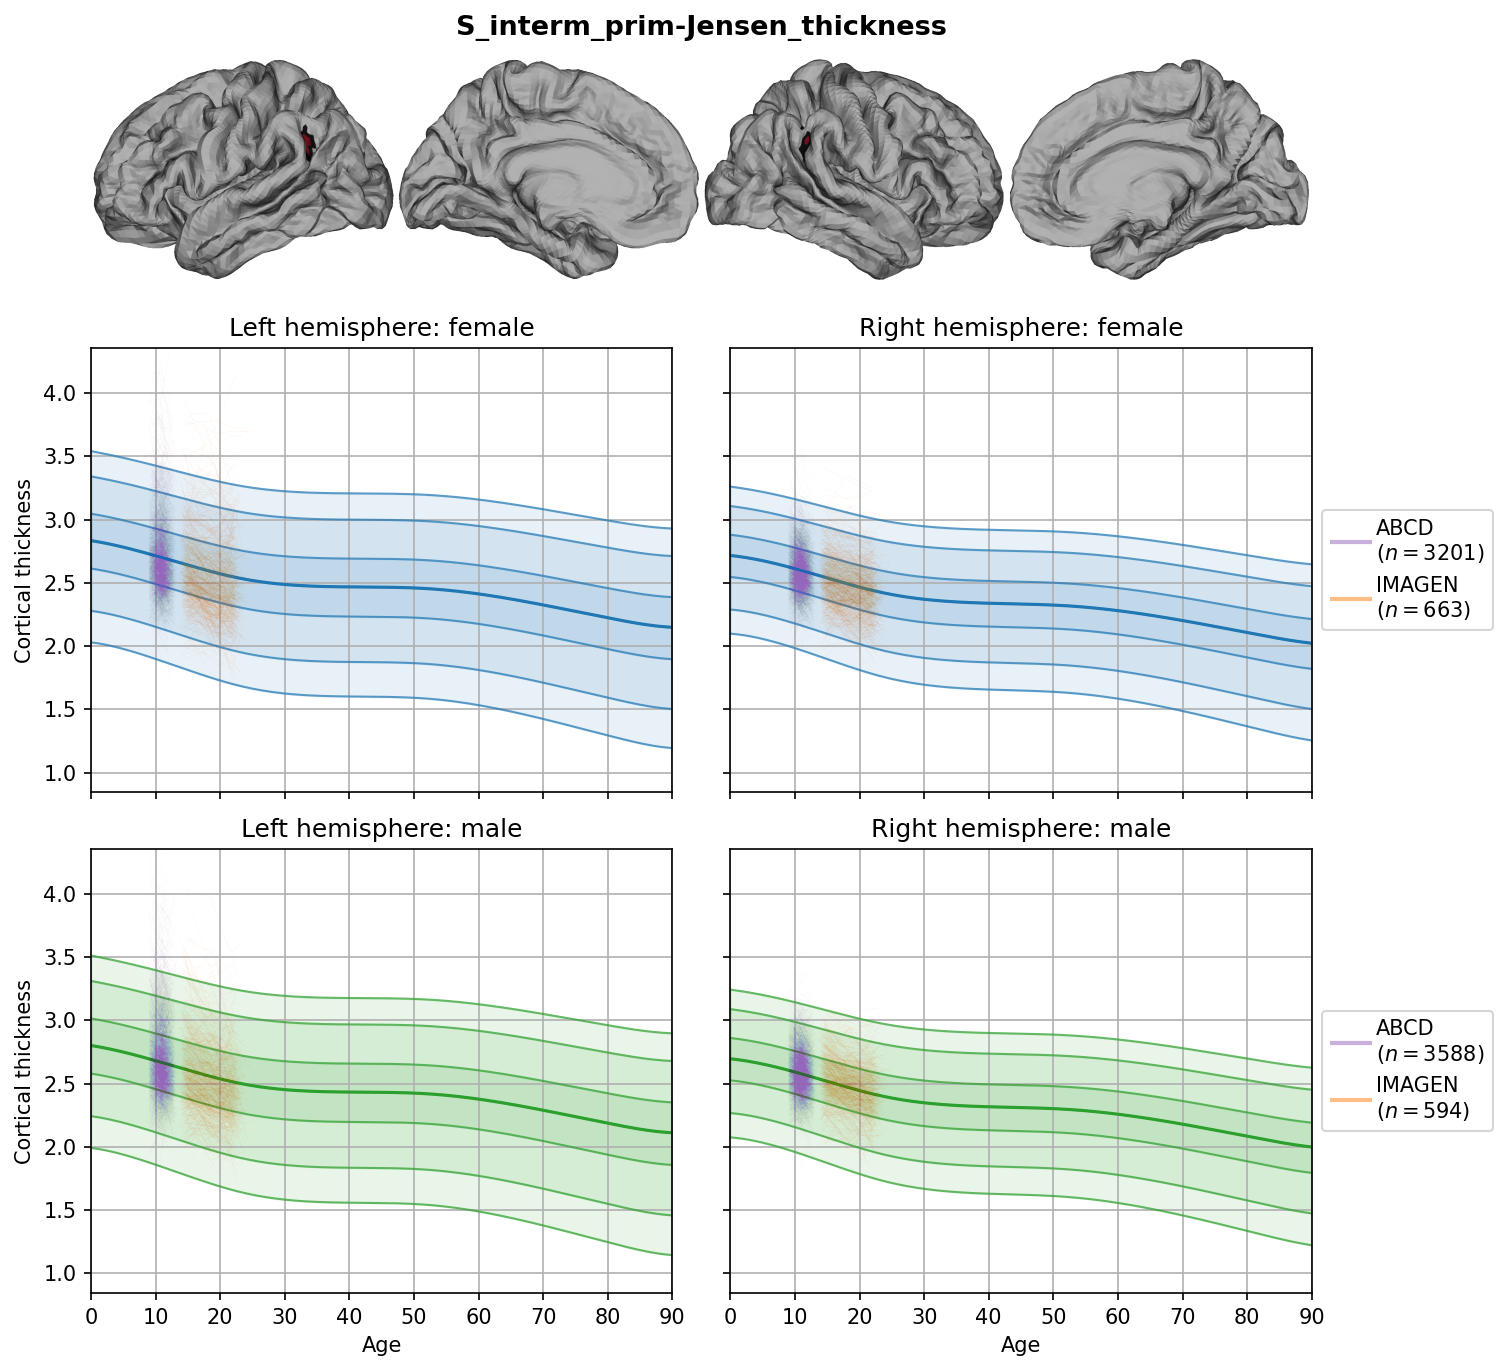 S_interm_prim-Jensen_thickness
Left hemisphere: female
Right hemisphere: female
Cortical thickness
4.0
3.5
3.0
2.5
2.0
1.5
1.0
ABCD
(n = 3201)
IMAGEN
(n = 663)
Left hemisphere: male
Right hemisphere: male
Cortical thickness
4.0
3.5
3.0
2.5
2.0
1.5
1.0
0 10 20 30 40 50 60 70 80 90
Age
0 10 20 30 40 50 60 70 80 90
Age
ABCD
(n = 3588)
IMAGEN
(n = 594)